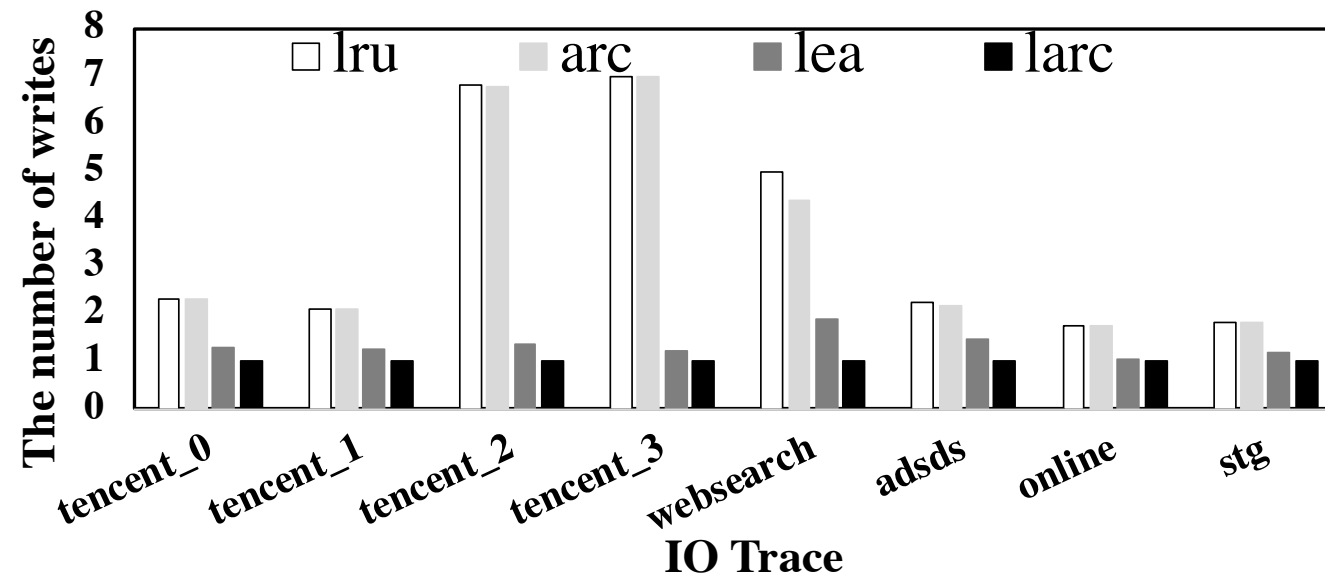 The number of writes
8
7
6
5
4
3
2
1
0
lru arc lea larc
tencent_0 tencent_1 tencent_2 tencent_3 websearch adsds online stg
IO Trace